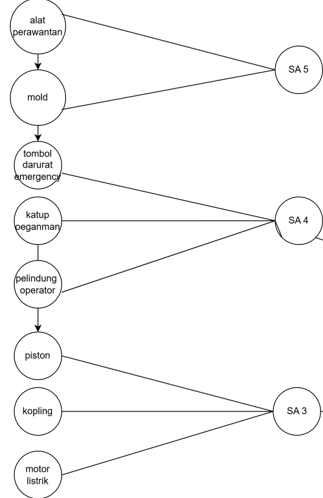 alat
perawantan
SA 5
mold
tombol
darurat
emergency
katup
peganman
SA 4
pelindung
operator
piston
kopling
SA 3
motor
listrik